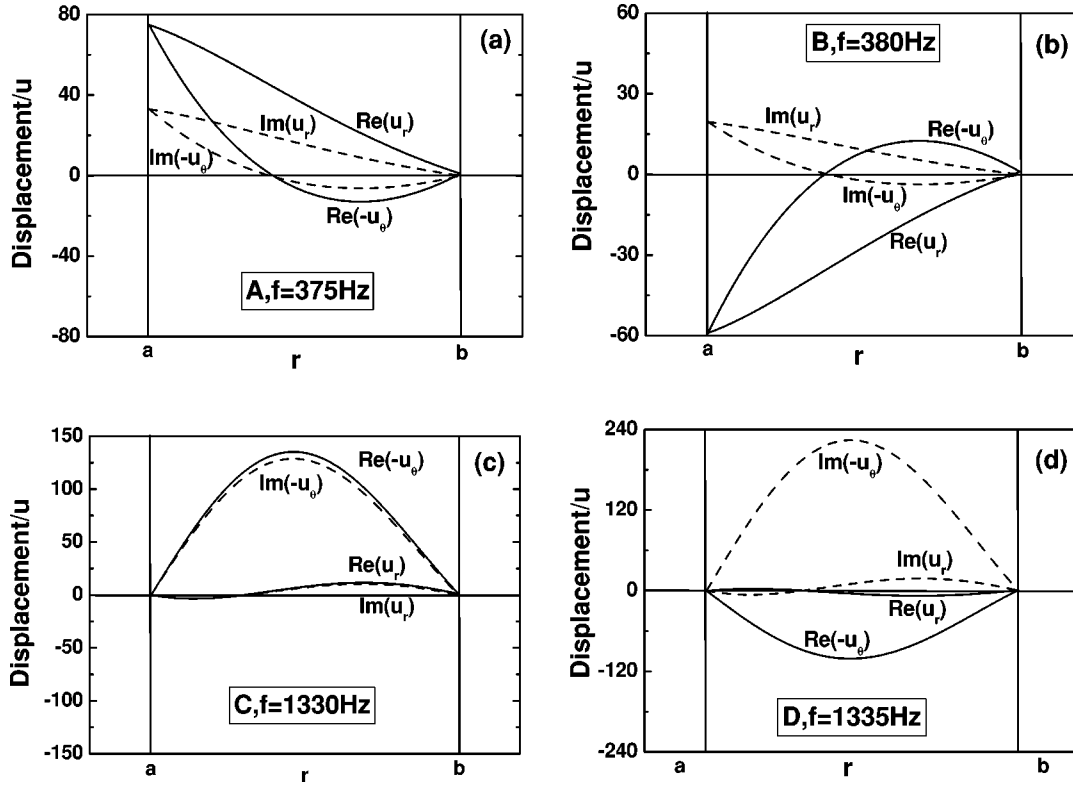 80
40
0
-40
-80
Displacement/u
(a)
Im(u_r)
Re(u_r)
Im(-u_θ)
Re(-u_θ)
A,f=375Hz
a
r
b
60
30
0
-30
-60
Displacement/u
B,f=380Hz
(b)
Im(u_r)
Re(-u_θ)
Im(-u_θ)
Re(u_r)
a
r
b
150
100
50
0
-50
-100
-150
Displacement/u
(c)
Re(-u_θ)
Im(-u_θ)
Re(u_r)
Im(u_r)
C,f=1330Hz
a
r
b
240
120
0
-120
-240
Displacement/u
(d)
Im(-u_θ)
Im(u_r)
Re(u_r)
Re(-u_θ)
D,f=1335Hz
a
r
b